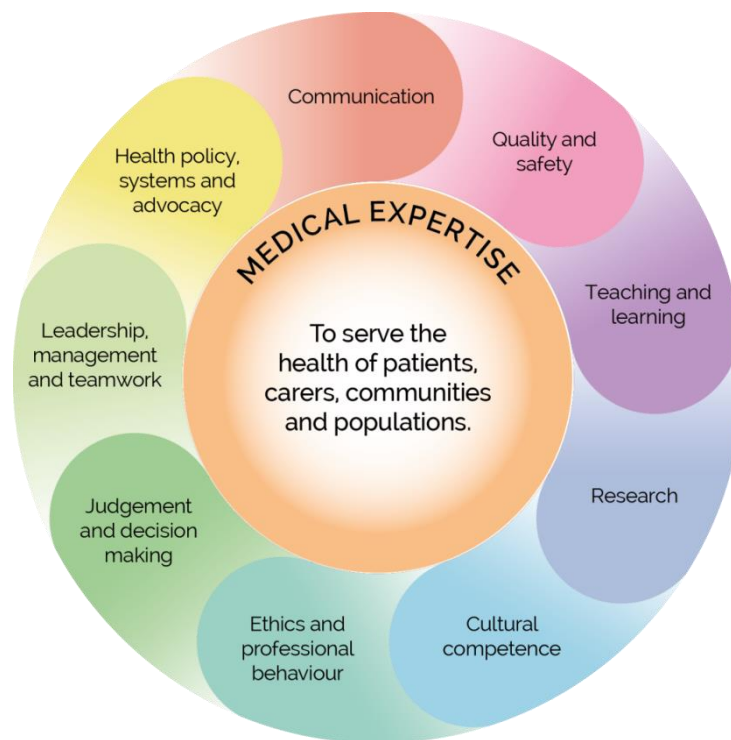 Communication
Quality and
safety
Teaching and
learning
Research
Cultural
competence
Ethics and
professional
behaviour
Judgement
and decision
making
Leadership,
management
and teamwork
Health policy,
systems and
advocacy
MEDICAL EXPERTISE
To serve the
health of patients,
carers, communities
and populations.